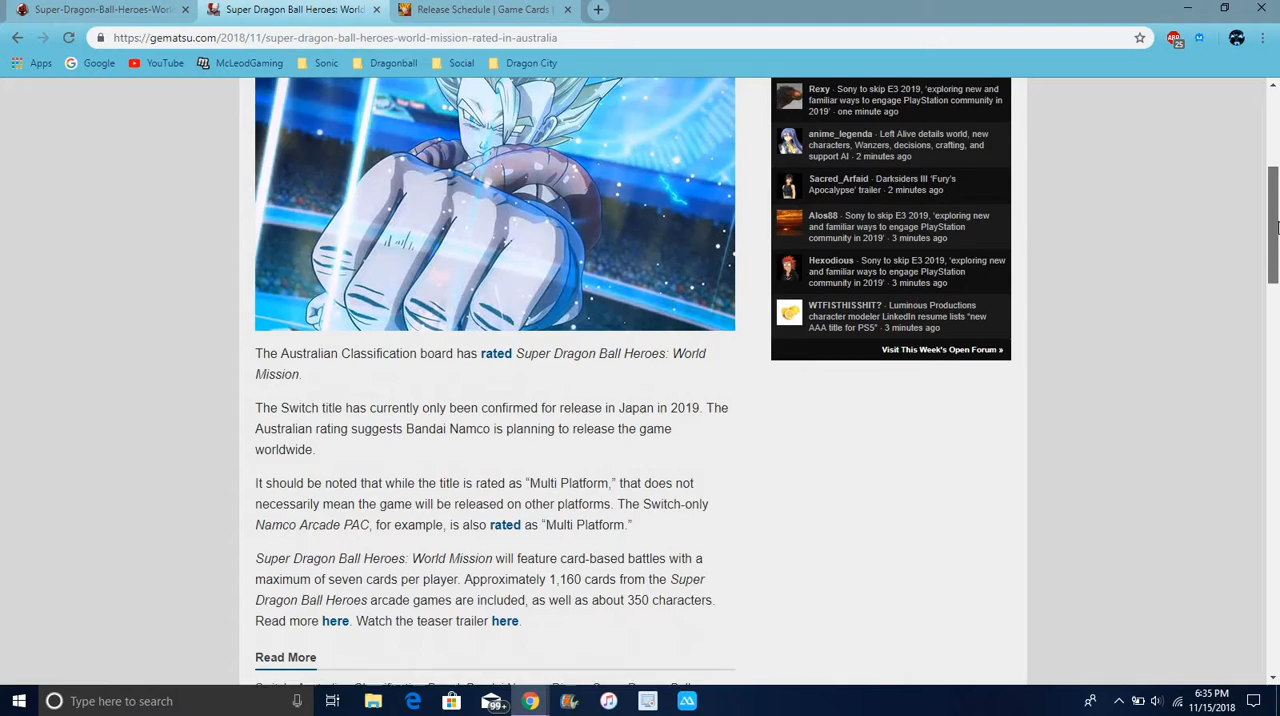 Super-Dragon-Ball-Heroes-Worl
Super Dragon Ball Heroes: World
Release Schedule | Game Cards |
https://gematsu.com/2018/11/super-dragon-ball-heroes-world-mission-rated-in-australia
25
Apps
Google
YouTube
McLeodGaming
Sonic
Dragonball
Social
Dragon City
Rexy · Sony to skip E3 2019, 'exploring new and
familiar ways to engage PlayStation community in
2019' · one minute ago
anime_legenda · Left Alive details world, new
characters, Wanzers, decisions, crafting, and
support AI · 2 minutes ago
Sacred_Arfaid · Darksiders III 'Fury's
Apocalypse' trailer · 2 minutes ago
Alos88 · Sony to skip E3 2019, 'exploring new
and familiar ways to engage PlayStation
community in 2019' · 3 minutes ago
Hexodious · Sony to skip E3 2019, 'exploring new
and familiar ways to engage PlayStation
community in 2019' · 3 minutes ago
WTFISTHISSHIT? · Luminous Productions
character modeler LinkedIn resume lists "new
AAA title for PS5" · 3 minutes ago
Visit This Week's Open Forum »
The Australian Classification board has rated Super Dragon Ball Heroes: World
Mission.
The Switch title has currently only been confirmed for release in Japan in 2019. The
Australian rating suggests Bandai Namco is planning to release the game
worldwide.
It should be noted that while the title is rated as “Multi Platform,” that does not
necessarily mean the game will be released on other platforms. The Switch-only
Namco Arcade PAC, for example, is also rated as “Multi Platform.”
Super Dragon Ball Heroes: World Mission will feature card-based battles with a
maximum of seven cards per player. Approximately 1,160 cards from the Super
Dragon Ball Heroes arcade games are included, as well as about 350 characters.
Read more here. Watch the teaser trailer here.
Read More
Type here to search
99+
6:35 PM
11/15/2018